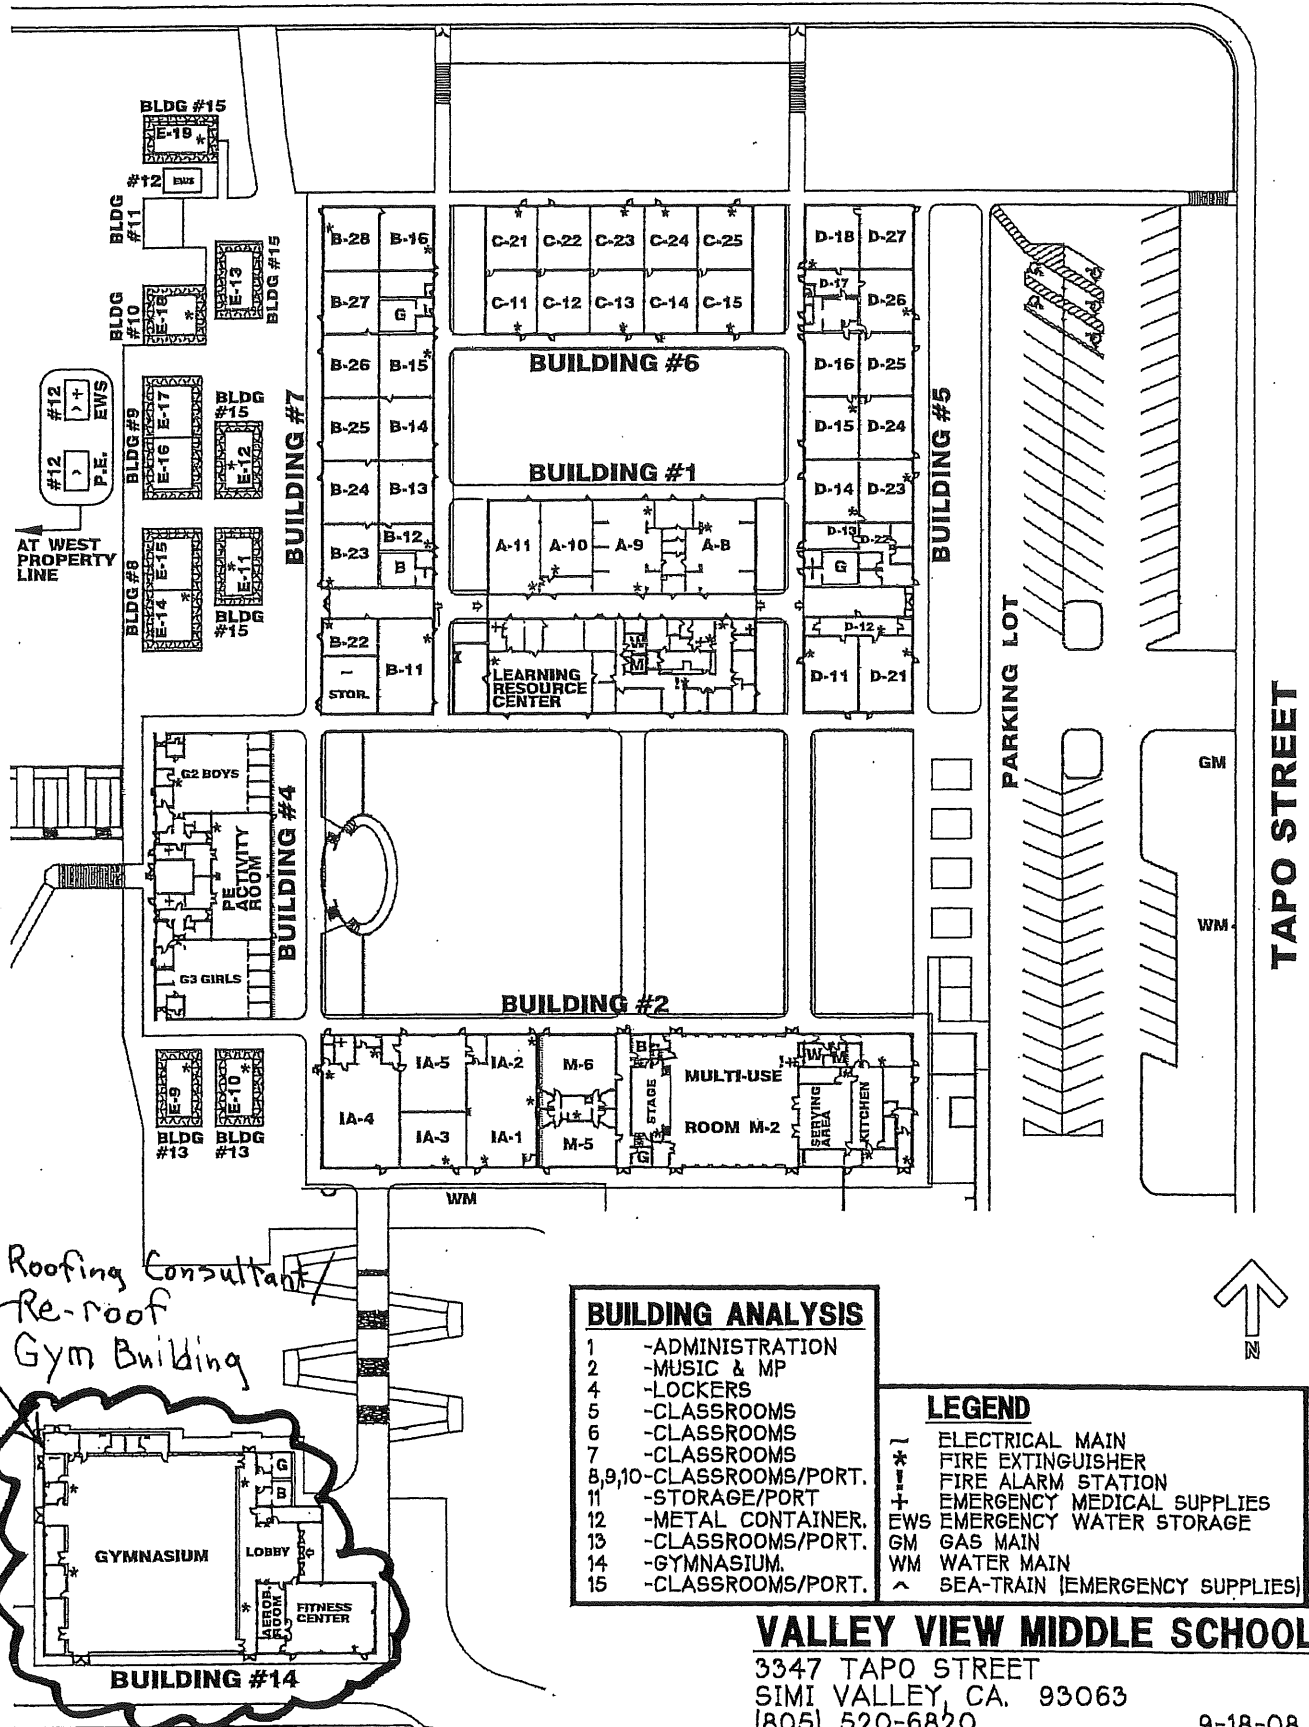 BLDG #15
E-19
#12
EWS
BLDG #11
E-13
BLDG #15
BLDG #10
E-18
#12
EWS
#12
P.E.
AT WEST
PROPERTY
LINE
BLDG #9
E-17
E-16
BLDG #15
E-12
BLDG #8
E-15
E-14
E-11
BLDG #15
BUILDING #7
B-28 B-16
B-27 G
B-26 B-15
B-25 B-14
B-24 B-13
B-23 B-12
B
B-22 B-11
STOR.
C-21 C-22 C-23 C-24 C-25
C-11 C-12 C-13 C-14 C-15
BUILDING #6
BUILDING #1
A-11 A-10 A-9 A-8
W
M
LEARNING
RESOURCE
CENTER
D-18 D-27
D-17 D-26
D-16 D-25
D-15 D-24
D-14 D-23
D-13 D-22
G
D-12
D-11 D-21
BUILDING #5
PARKING LOT
TAPO STREET
GM
WM
G2 BOYS
PE ACTIVITY ROOM
G3 GIRLS
BUILDING #4
BUILDING #2
E-9
BLDG #13
E-10
BLDG #13
IA-5 IA-2
IA-4
IA-3 IA-1
M-6
M-5
B
STAGE
G
MULTI-USE
ROOM M-2
W M
SERVING AREA
KITCHEN
WM
Roofing Consultant/
Re-roof
Gym Building
GYMNASIUM
G
B
LOBBY
AEROB. ROOM
FITNESS
CENTER
BUILDING #14
BUILDING ANALYSIS
1 -ADMINISTRATION
2 -MUSIC & MP
4 -LOCKERS
5 -CLASSROOMS
6 -CLASSROOMS
7 -CLASSROOMS
8,9,10-CLASSROOMS/PORT.
11 -STORAGE/PORT
12 -METAL CONTAINER.
13 -CLASSROOMS/PORT.
14 -GYMNASIUM.
15 -CLASSROOMS/PORT.
N
LEGEND
~ ELECTRICAL MAIN
* FIRE EXTINGUISHER
! FIRE ALARM STATION
+ EMERGENCY MEDICAL SUPPLIES
EWS EMERGENCY WATER STORAGE
GM GAS MAIN
WM WATER MAIN
^ SEA-TRAIN (EMERGENCY SUPPLIES)
VALLEY VIEW MIDDLE SCHOOL
3347 TAPO STREET
SIMI VALLEY, CA. 93063
(805) 520-6820 9-18-08